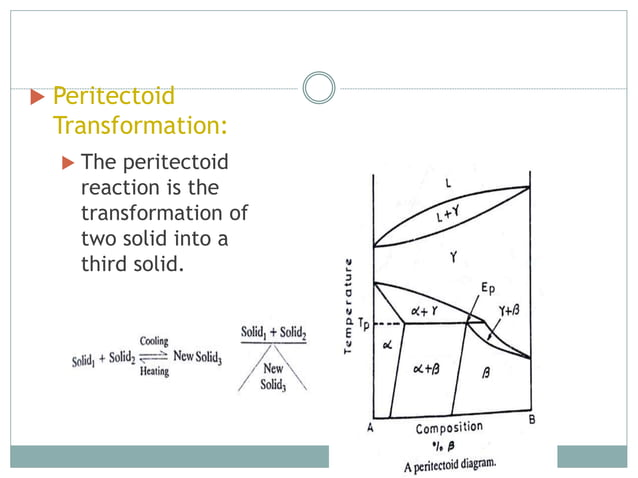 Peritectoid
Transformation:
The peritectoid
reaction is the
transformation of
two solid into a
third solid.
Solid1 + Solid2 Cooling Heating New Solid3
Solid1 + Solid2
New
Solid3
L
L+γ
γ
Ep
α+γ
γ+β
Tp
α
α+β
β
Temperature
A Composition B
% β
A peritectoid diagram.